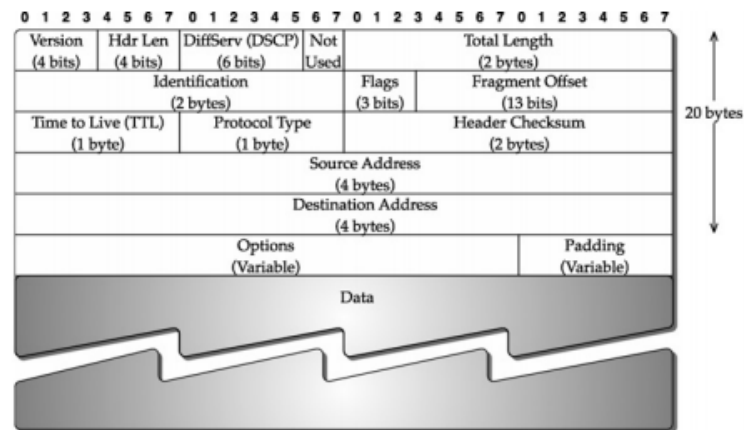 0 1 2 3 4 5 6 7 0 1 2 3 4 5 6 7 0 1 2 3 4 5 6 7 0 1 2 3 4 5 6 7
Version Hdr Len DiffServ (DSCP) Not Total Length
(4 bits) (4 bits) (6 bits) Used (2 bytes)
Identification Flags Fragment Offset
(2 bytes) (3 bits) (13 bits)
20 bytes
Time to Live (TTL) Protocol Type Header Checksum
(1 byte) (1 byte) (2 bytes)
Source Address
(4 bytes)
Destination Address
(4 bytes)
Options Padding
(Variable) (Variable)
Data